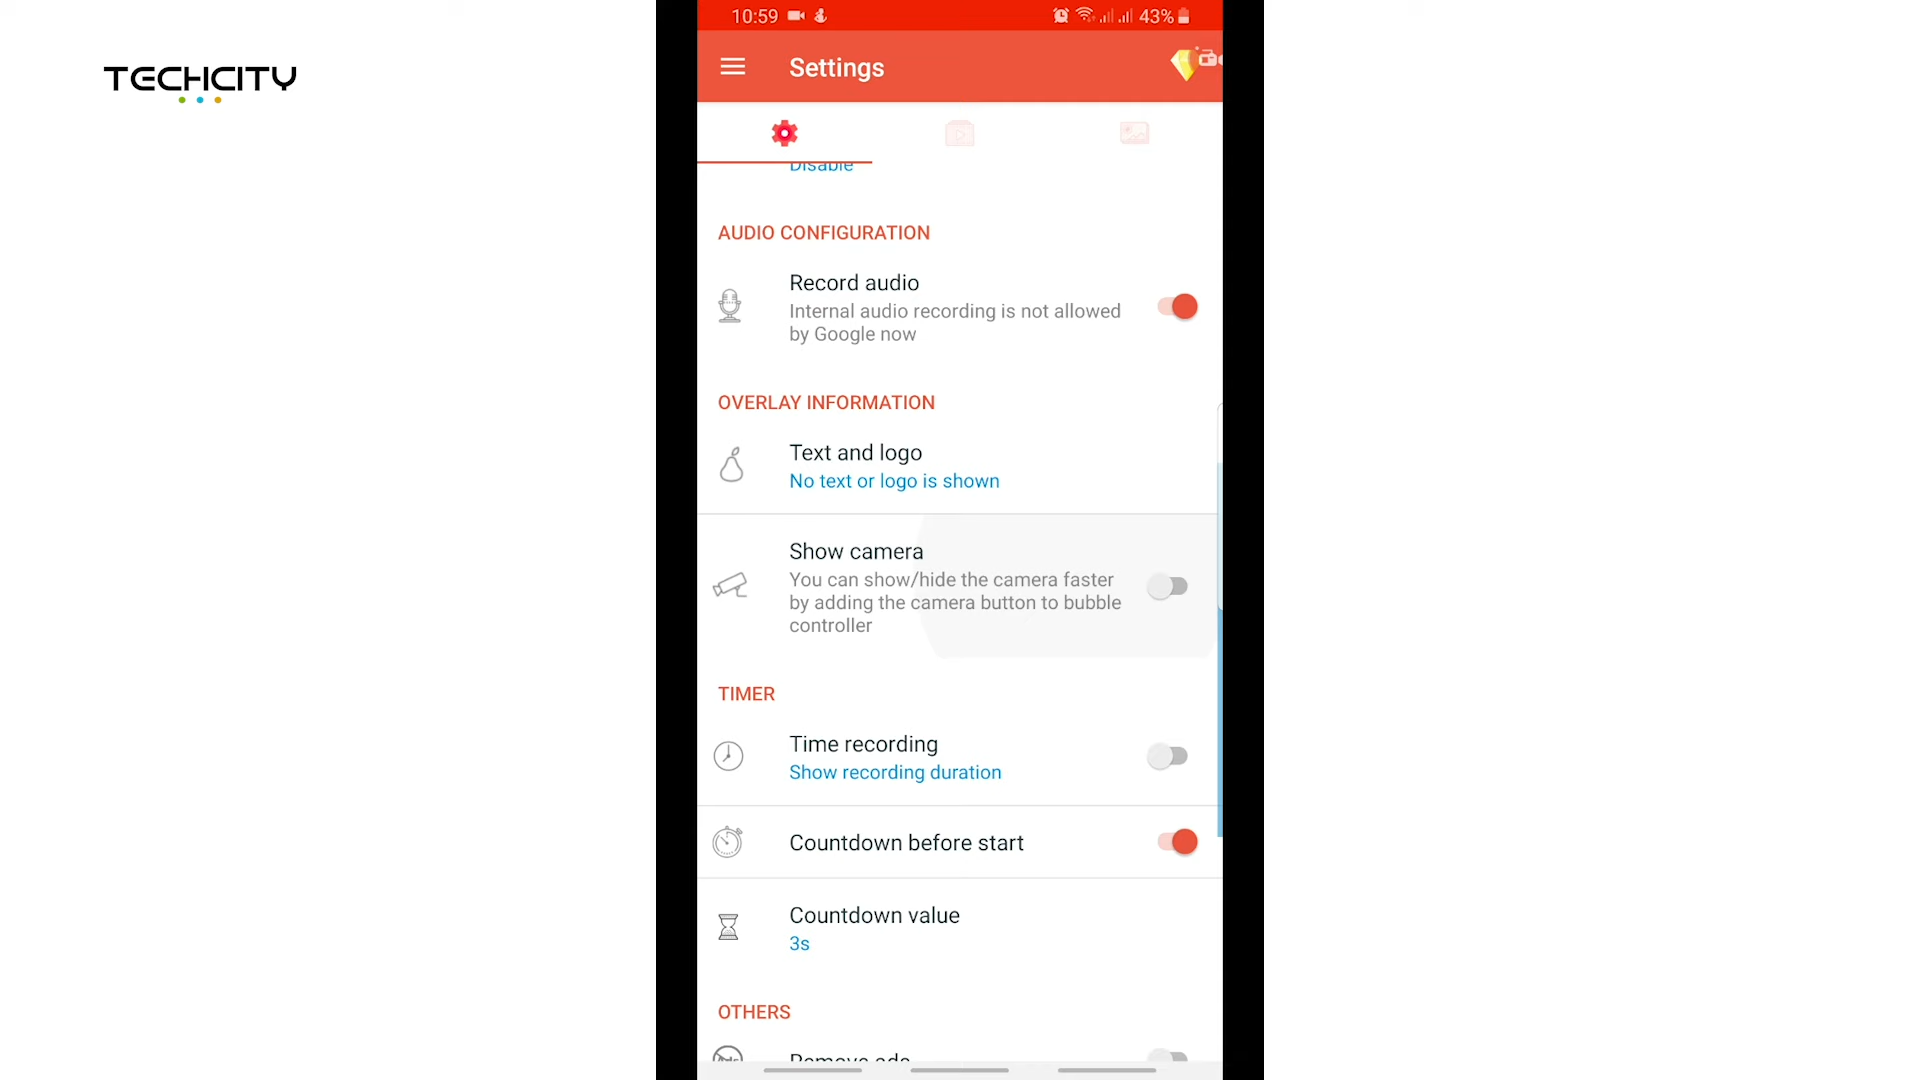 TECHCITY
10:59
43%
Settings
Disable
AUDIO CONFIGURATION
Record audio
Internal audio recording is not allowed
by Google now
OVERLAY INFORMATION
Text and logo
No text or logo is shown
Show camera
You can show/hide the camera faster
by adding the camera button to bubble
controller
TIMER
Time recording
Show recording duration
Countdown before start
Countdown value
3s
OTHERS
Remove ads